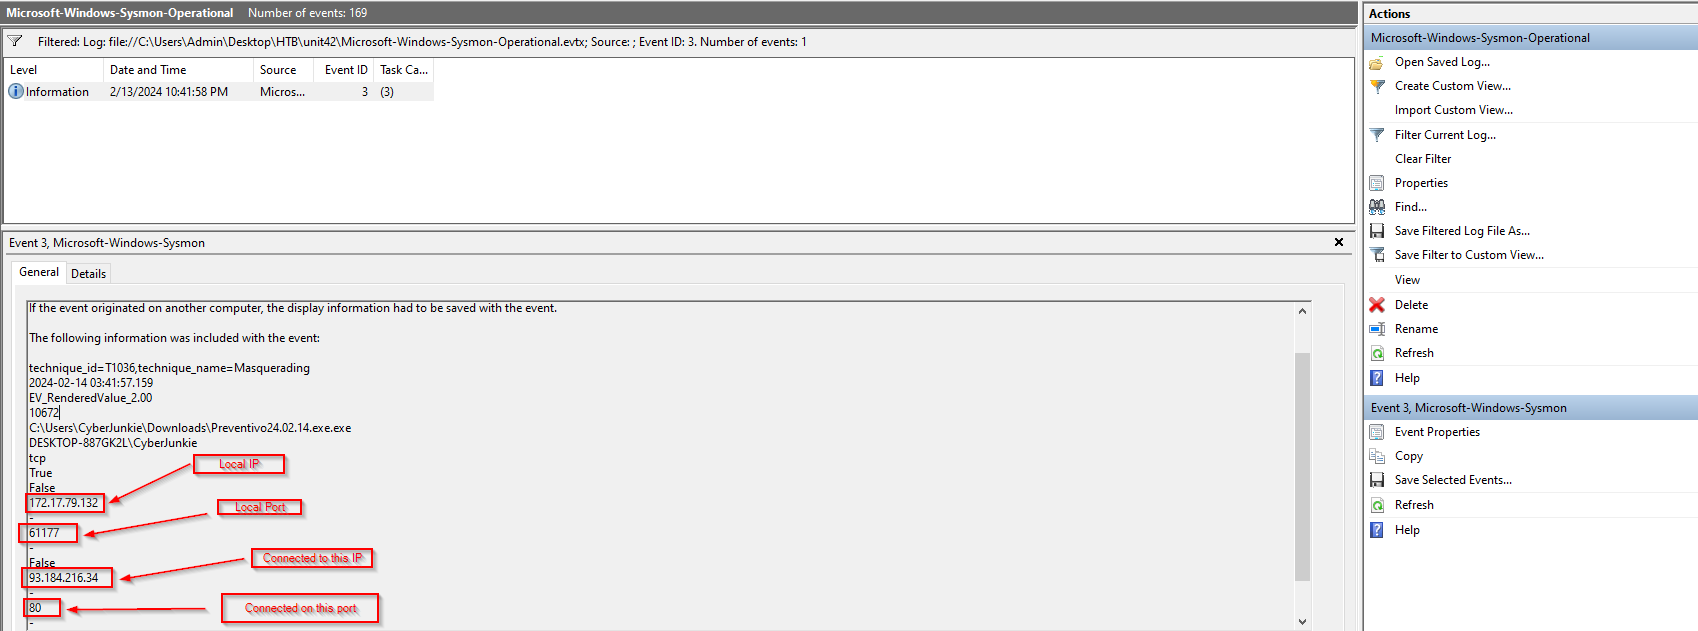 Microsoft-Windows-Sysmon-Operational Number of events: 169
Filtered: Log: file://C:\Users\Admin\Desktop\HTB\unit42\Microsoft-Windows-Sysmon-Operational.evtx; Source: ; Event ID: 3. Number of events: 1
Level Date and Time Source Event ID Task Ca...
Information 2/13/2024 10:41:58 PM Micros... 3 (3)
Event 3, Microsoft-Windows-Sysmon
General Details
If the event originated on another computer, the display information had to be saved with the event.
The following information was included with the event:
technique_id=T1036,technique_name=Masquerading
2024-02-14 03:41:57.159
EV_RenderedValue_2.00
10672
C:\Users\CyberJunkie\Downloads\Preventivo24.02.14.exe.exe
DESKTOP-887GK2L\CyberJunkie
tcp
True
False
Local IP
172.17.79.132
-
Local Port
61177
-
False
Connected to this IP
93.184.216.34
-
80
Connected on this port
-
Actions
Microsoft-Windows-Sysmon-Operational
Open Saved Log...
Create Custom View...
Import Custom View...
Filter Current Log...
Clear Filter
Properties
Find...
Save Filtered Log File As...
Save Filter to Custom View...
View
Delete
Rename
Refresh
Help
Event 3, Microsoft-Windows-Sysmon
Event Properties
Copy
Save Selected Events...
Refresh
Help